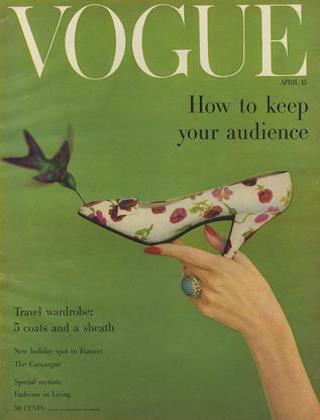 VOGUE
APRIL 15
How to keep
your audience
Travel wardrobe:
5 coats and a sheath
New holiday spot in France:
The Camargue
Special section:
Fashions in Living
50 CENTS